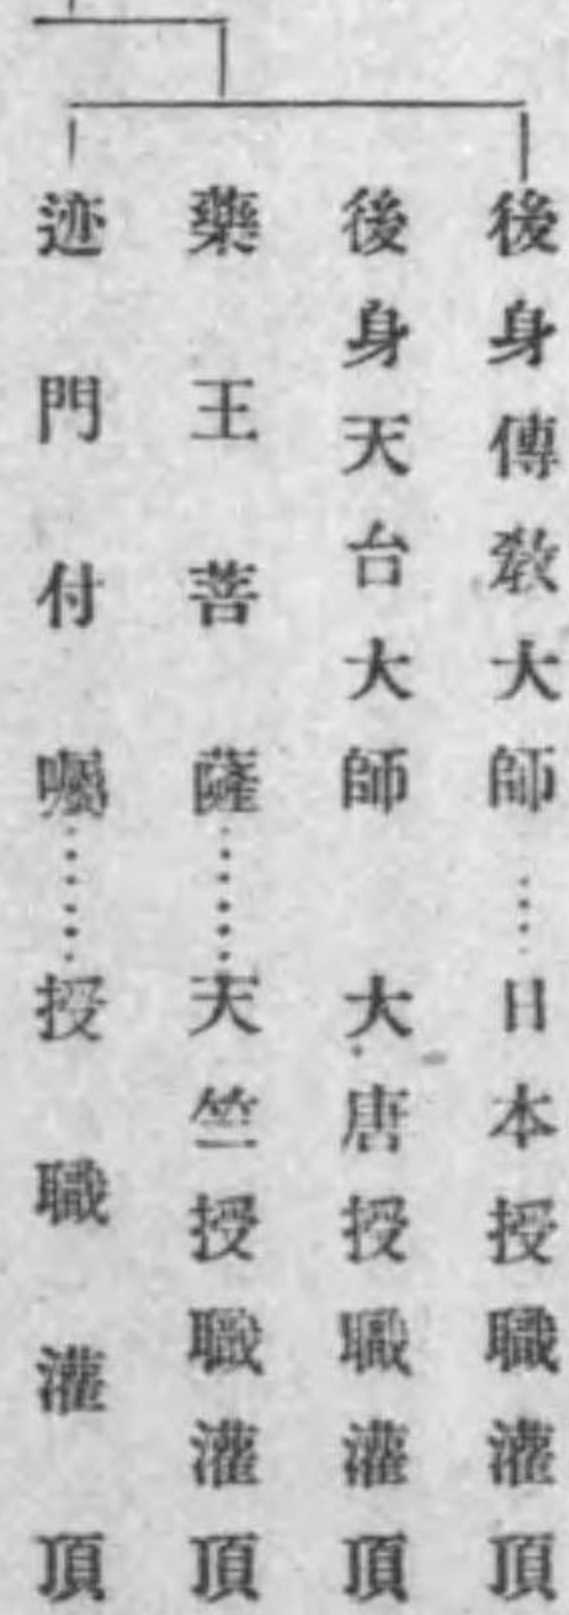 後身傳敎大師……日本授職灌頂
後身天台大師　大唐授職灌頂
藥王菩薩……天竺授職灌頂
迹門付囑……授職灌頂